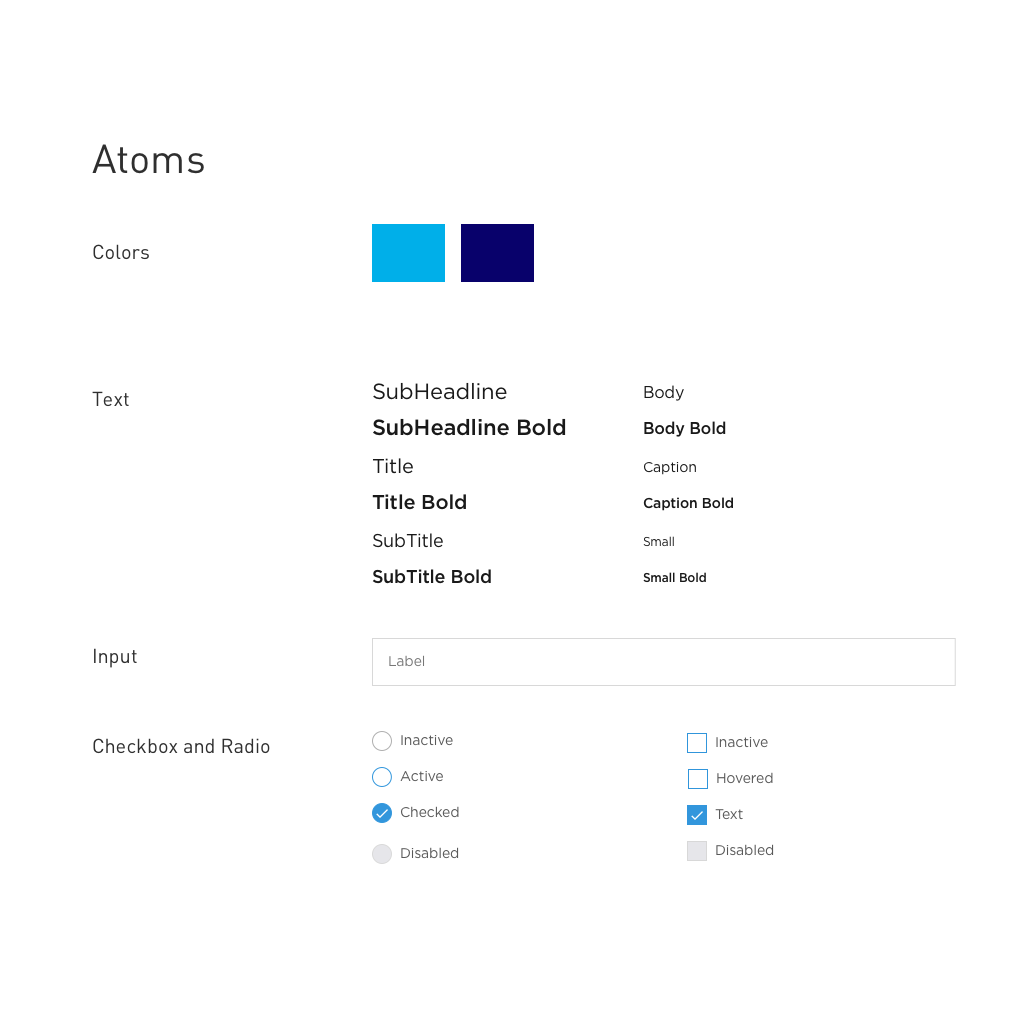 Atoms
Colors
Text
SubHeadline
SubHeadline Bold
Title
Title Bold
SubTitle
SubTitle Bold
Body
Body Bold
Caption
Caption Bold
Small
Small Bold
Input
Label
Checkbox and Radio
Inactive
Active
Checked
Disabled
Inactive
Hovered
Text
Disabled